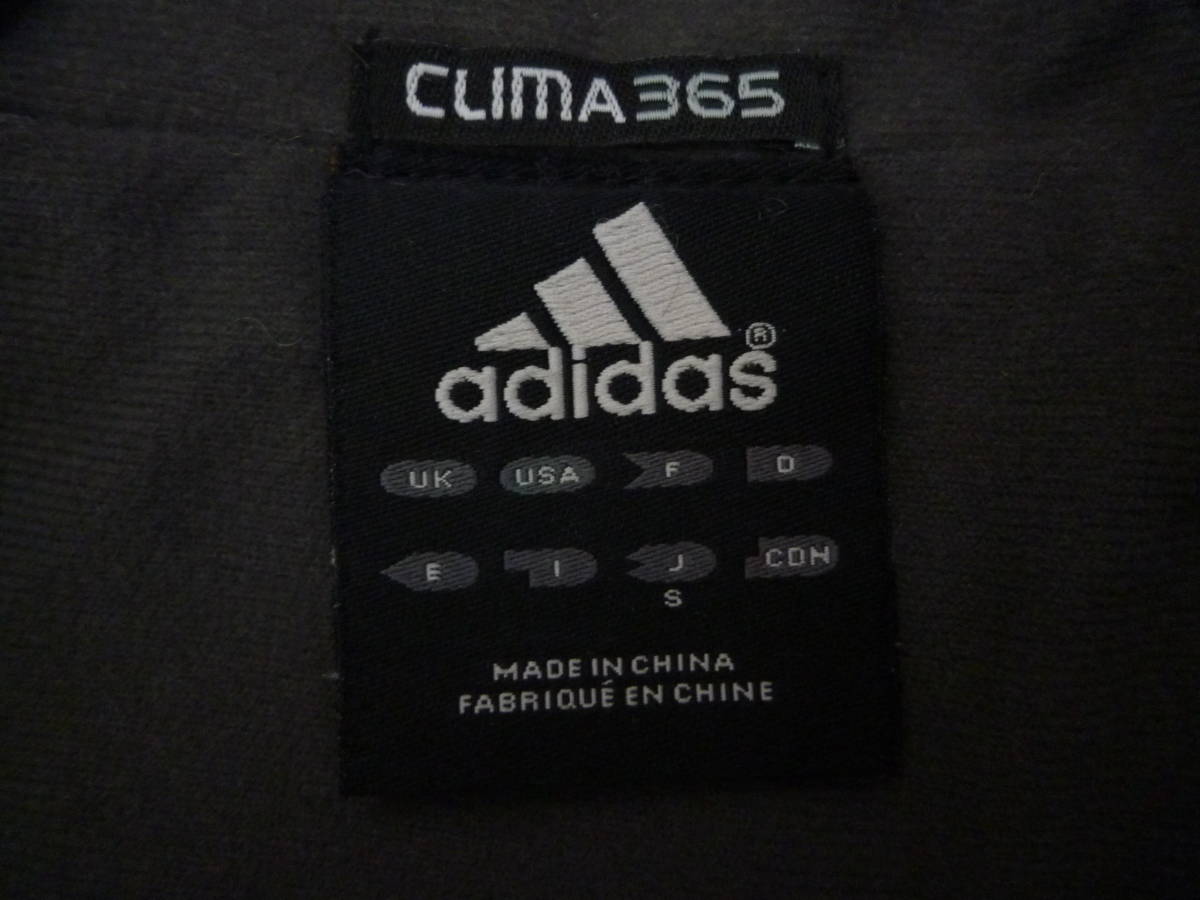 CLIMA365
adidas®
UK USA F D
E I J CDN
S
MADE IN CHINA
FABRIQUÉ EN CHINE